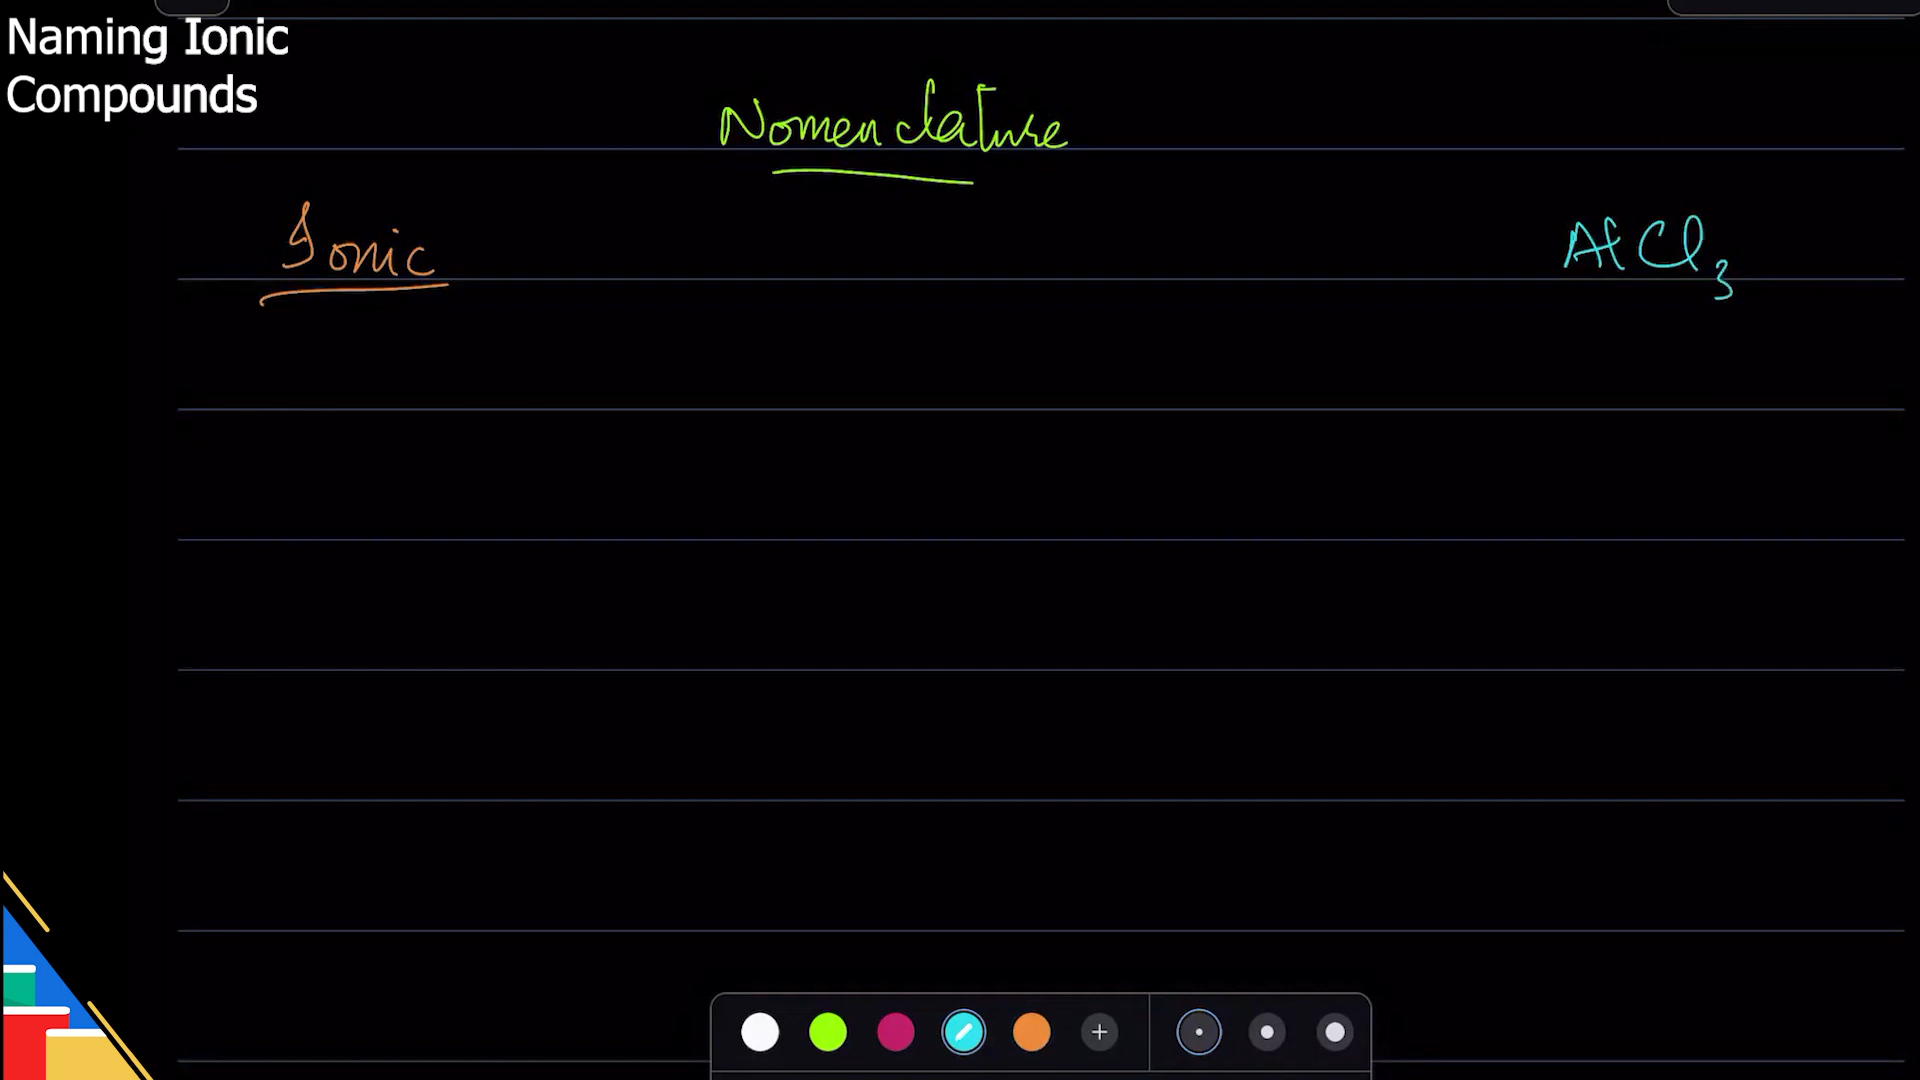 Naming Ionic
Compounds
Nomenclature
Ionic
AlCl₃